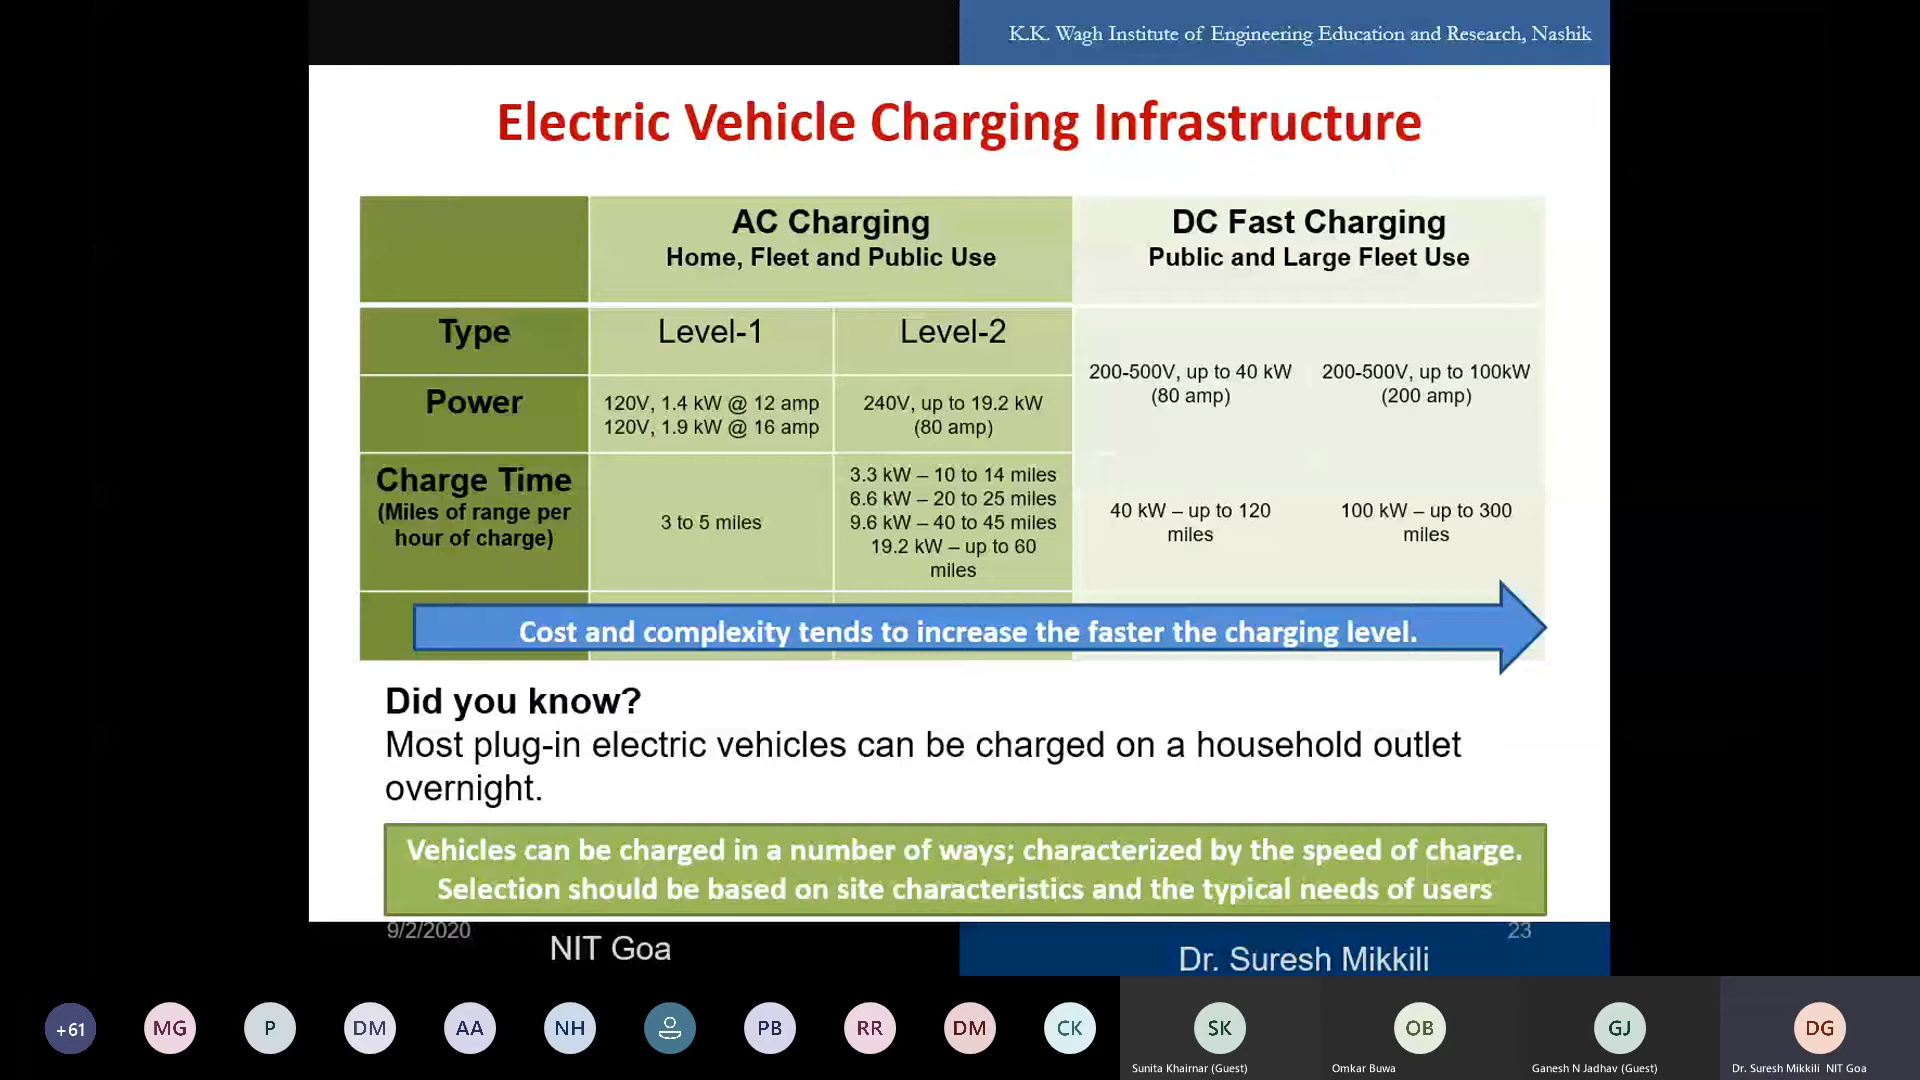 K.K. Wagh Institute of Engineering Education and Research, Nashik
Electric Vehicle Charging Infrastructure
AC Charging
Home, Fleet and Public Use
DC Fast Charging
Public and Large Fleet Use
Type
Level-1
Level-2
200-500V, up to 40 kW
(80 amp)
200-500V, up to 100kW
(200 amp)
Power
120V, 1.4 kW @ 12 amp
120V, 1.9 kW @ 16 amp
240V, up to 19.2 kW
(80 amp)
Charge Time
(Miles of range per
hour of charge)
3 to 5 miles
3.3 kW – 10 to 14 miles
6.6 kW – 20 to 25 miles
9.6 kW – 40 to 45 miles
19.2 kW – up to 60
miles
40 kW – up to 120
miles
100 kW – up to 300
miles
Cost and complexity tends to increase the faster the charging level.
Did you know?
Most plug-in electric vehicles can be charged on a household outlet
overnight.
Vehicles can be charged in a number of ways; characterized by the speed of charge.
Selection should be based on site characteristics and the typical needs of users
9/2/2020
NIT Goa
23
Dr. Suresh Mikkili
+61
MG
P
DM
AA
NH
PB
RR
DM
CK
SK
Sunita Khairnar (Guest)
OB
Omkar Buwa
GJ
Ganesh N Jadhav (Guest)
DG
Dr. Suresh Mikkili NIT Goa